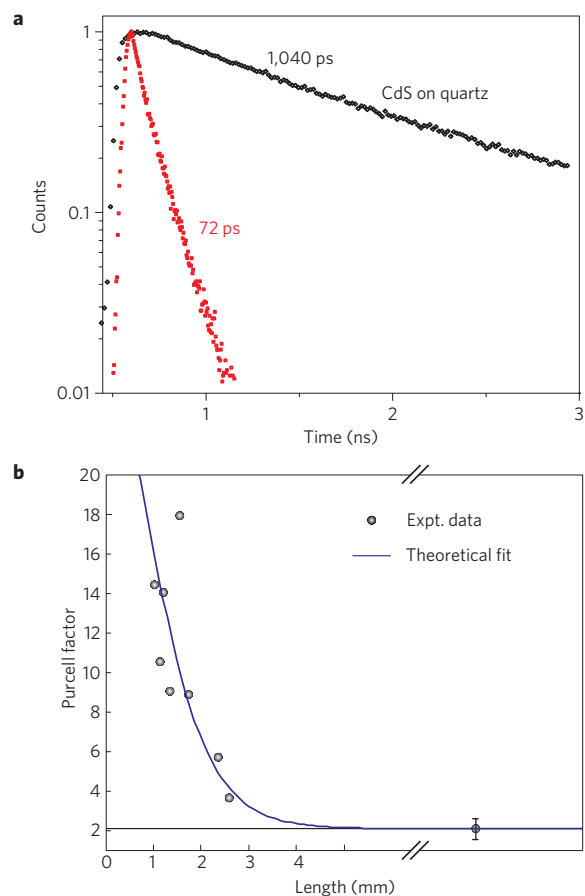 a
1
0.1
0.01
Counts
1,040 ps
CdS on quartz
72 ps
1
2
3
Time (ns)
b
20
18
16
14
12
10
8
6
4
2
Purcell factor
Expt. data
Theoretical fit
0
1
2
3
4
Length (mm)